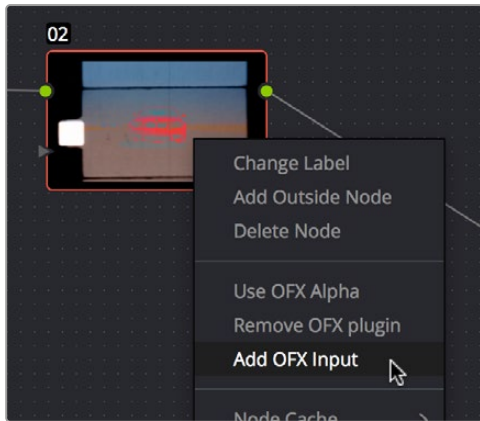 02
Change Label
Add Outside Node
Delete Node
Use OFX Alpha
Remove OFX plugin
Add OFX Input
Node Cache